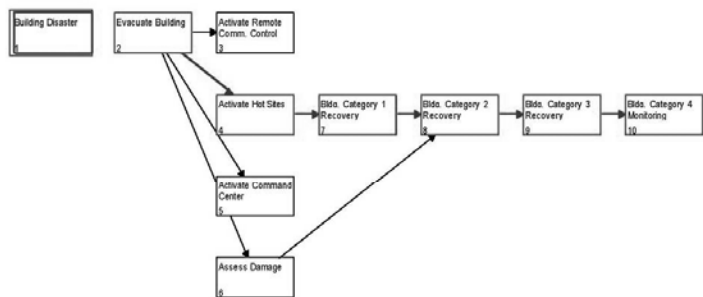 Building Disaster
1
Evacuate Building
2
Activate Remote
Comm. Control
3
Activate Hot Sites
4
Bldg. Category 1
Recovery
7
Bldg. Category 2
Recovery
8
Bldg. Category 3
Recovery
9
Bldg. Category 4
Monitoring
10
Activate Command
Center
5
Assess Damage
6